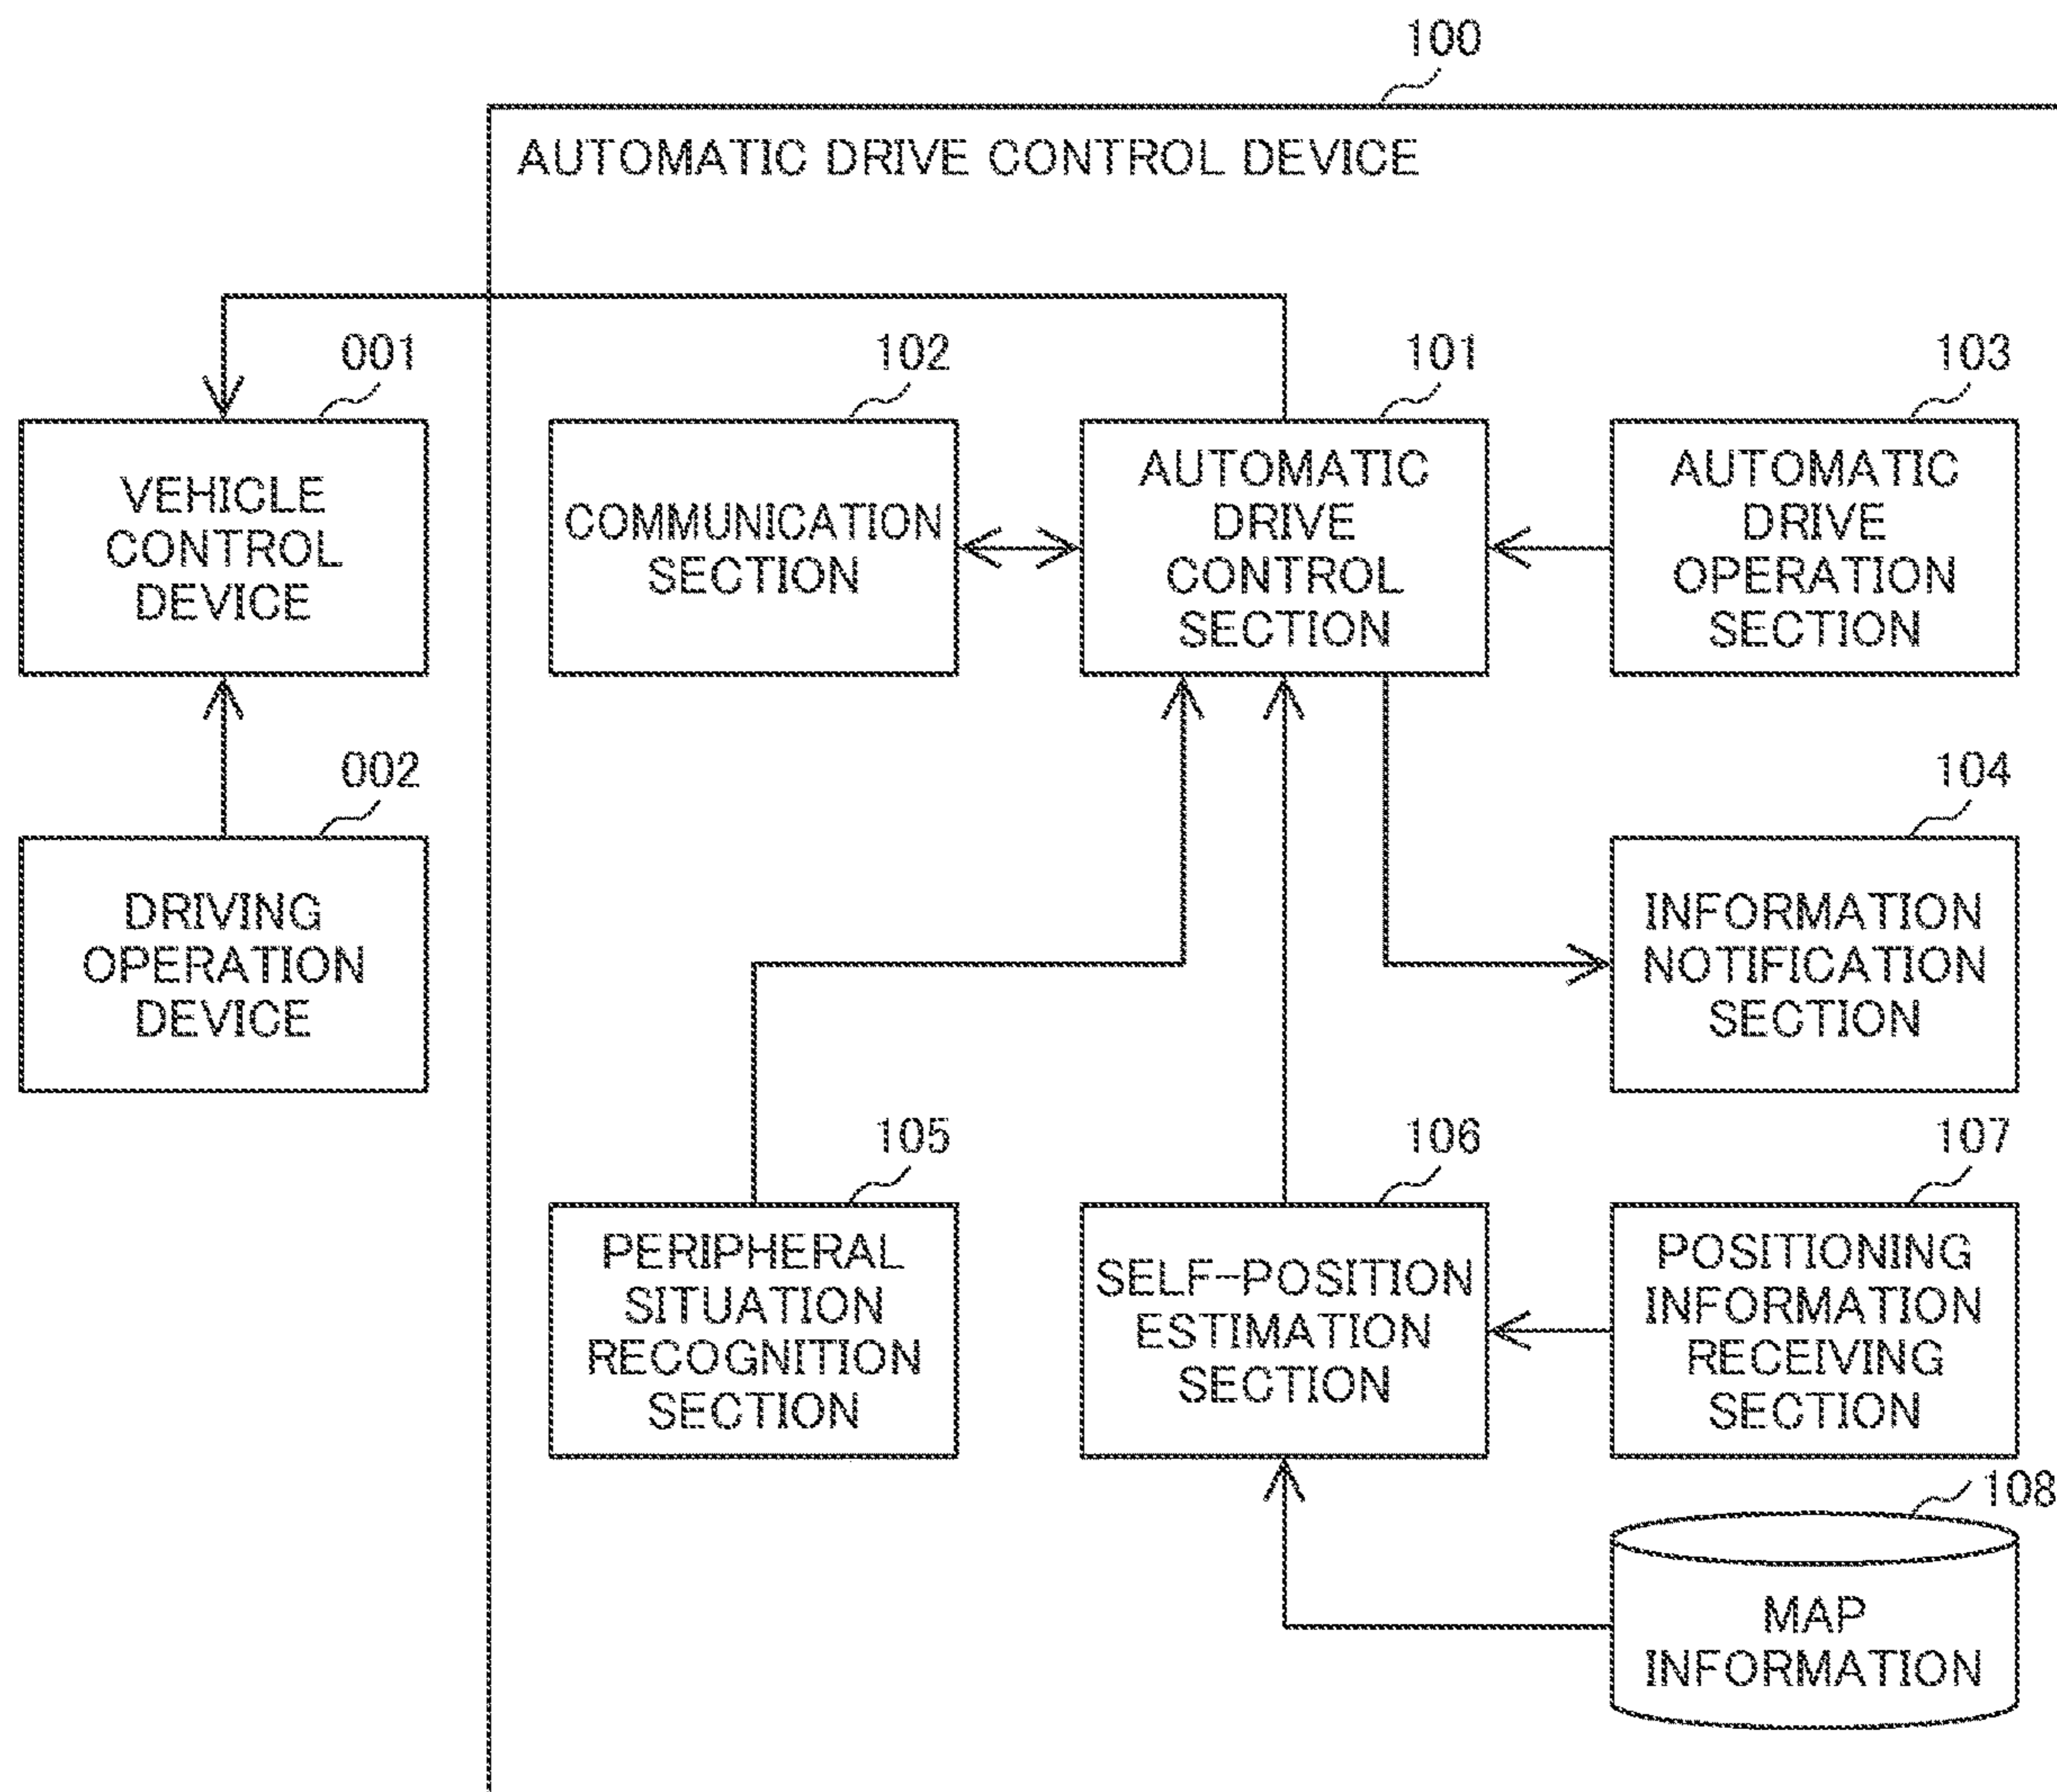 100
AUTOMATIC DRIVE CONTROL DEVICE
001
VEHICLE
CONTROL
DEVICE
102
COMMUNICATION
SECTION
101
AUTOMATIC
DRIVE
CONTROL
SECTION
103
AUTOMATIC
DRIVE
OPERATION
SECTION
002
DRIVING
OPERATION
DEVICE
104
INFORMATION
NOTIFICATION
SECTION
105
PERIPHERAL
SITUATION
RECOGNITION
SECTION
106
SELF-POSITION
ESTIMATION
SECTION
107
POSITIONING
INFORMATION
RECEIVING
SECTION
108
MAP
INFORMATION